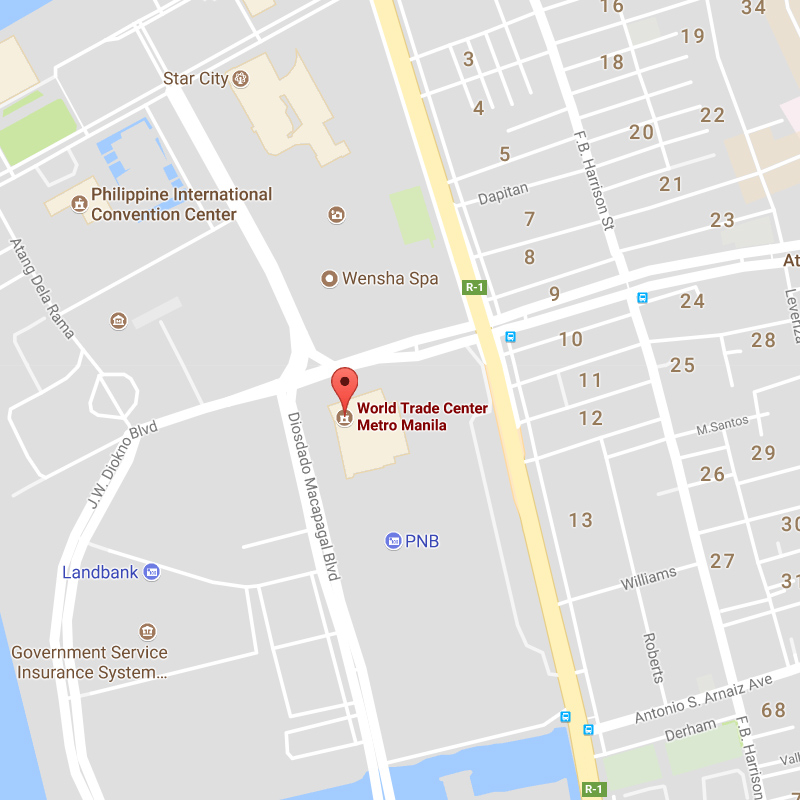 16
34
19
3
18
Star City
4
22
20
5
F.B. Harrison St
21
Dapitan
Philippine International
Convention Center
7
23
8
Atang Dela Rama
Wensha Spa
At
R-1
9
24
Levenza
10
28
25
11
World Trade Center
Metro Manila
12
M.Santos
29
J.W. Diokno Blvd
Diosdado Macapagal Blvd
26
13
30
PNB
27
Landbank
Williams
31
Government Service
Insurance System...
Roberts
Antonio S. Arnaiz Ave
68
Derham
F.B. Harrison
Valh
R-1